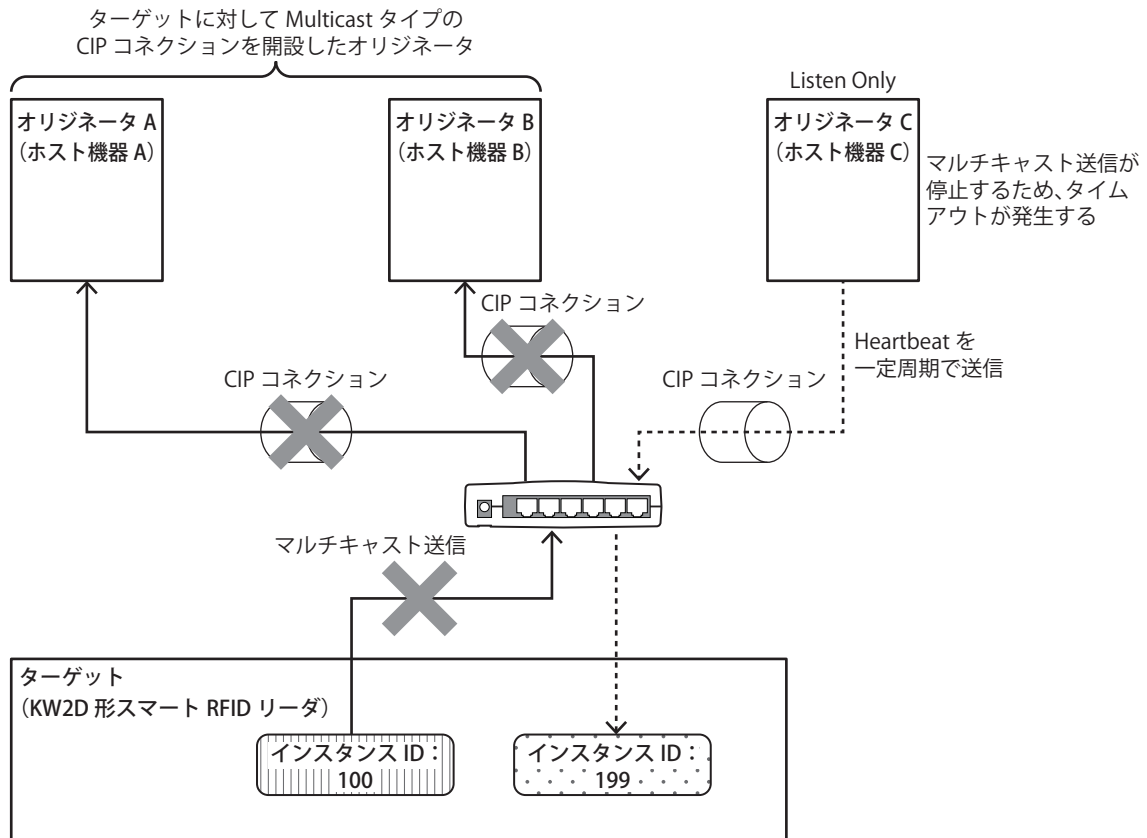 ターゲットに対して Multicast タイプの
CIP コネクションを開設したオリジネータ
Listen Only
オリジネータ A
（ホスト機器 A）
オリジネータ B
（ホスト機器 B）
オリジネータ C
（ホスト機器 C）
マルチキャスト送信が
停止するため、タイム
アウトが発生する
CIP コネクション
Heartbeat を
一定周期で送信
CIP コネクション
CIP コネクション
マルチキャスト送信
ターゲット
（KW2D 形スマート RFID リーダ）
インスタンス ID：
100
インスタンス ID：
199